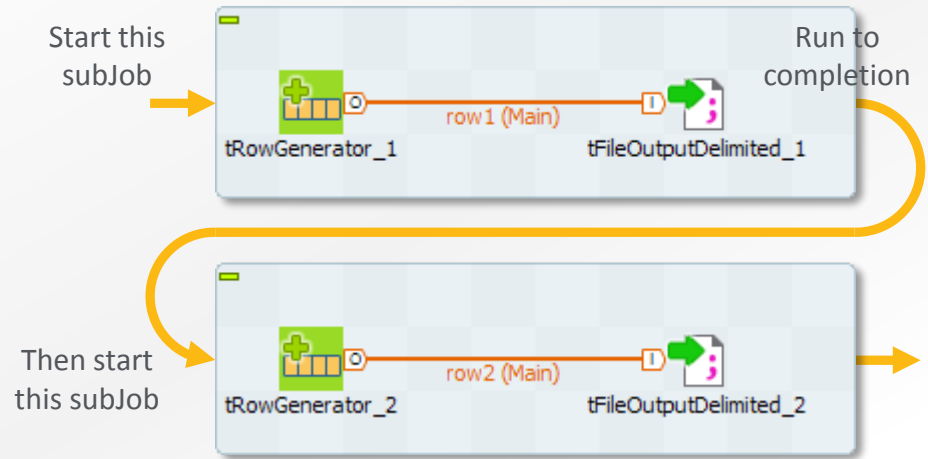 Start this
subJob
Run to
completion
O
I
row1 (Main)
tRowGenerator_1
tFileOutputDelimited_1
Then start
this subJob
O
I
row2 (Main)
tRowGenerator_2
tFileOutputDelimited_2